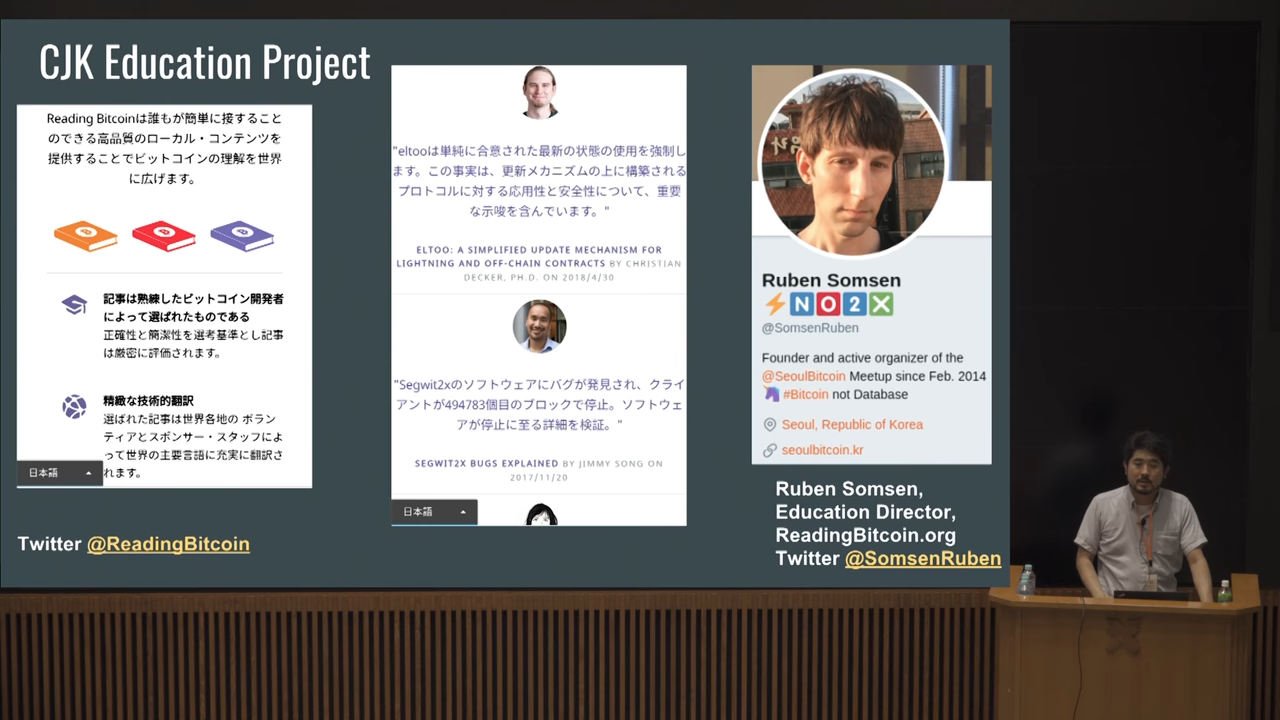 CJK Education Project
Reading Bitcoinは誰もが簡単に接すること
のできる高品質のローカル・コンテンツを
提供することでビットコインの理解を世界
に広げます。
記事は熟練したビットコイン開発者
によって選ばれたものである
正確性と簡潔性を選考基準とし記事
は厳密に評価されます。
精緻な技術的翻訳
選ばれた記事は世界各地の ボラン
ティアとスポンサー・スタッフによ
って世界の主要言語に充実に翻訳さ
れます。
日本語
Twitter @ReadingBitcoin
"eltooは単純に合意された最新の状態の使用を強制し
ます。この事実は、更新メカニズムの上に構築される
プロトコルに対する応用性と安全性について、重要
な示唆を含んでいます。"
ELTOO: A SIMPLIFIED UPDATE MECHANISM FOR
LIGHTNING AND OFF-CHAIN CONTRACTS BY CHRISTIAN
DECKER, PH.D. ON 2018/4/30
"Segwit2xのソフトウェアにバグが発見され、クライ
アントが494783個目のブロックで停止。ソフトウェ
アが停止に至る詳細を検証。"
SEGWIT2X BUGS EXPLAINED BY JIMMY SONG ON
2017/11/20
日本語
Ruben Somsen
⚡NO2X
@SomsenRuben
Founder and active organizer of the
@SeoulBitcoin Meetup since Feb. 2014
#Bitcoin not Database
Seoul, Republic of Korea
seoulbitcoin.kr
Ruben Somsen,
Education Director,
ReadingBitcoin.org
Twitter @SomsenRuben